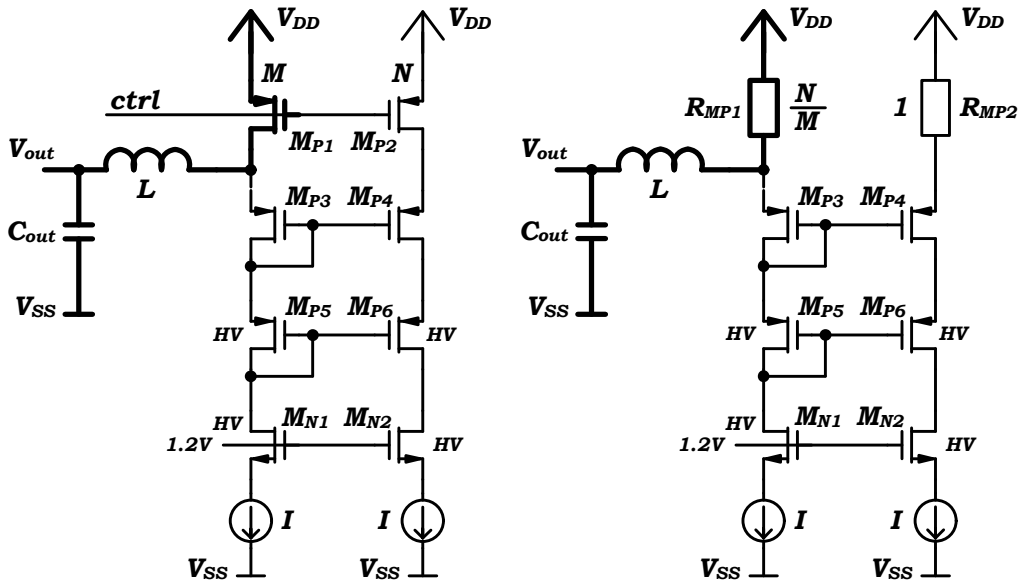 VDD VDD VDD VDD
M N
ctrl RMP1 N/M 1 RMP2
MP1 MP2
Vout Vout
L L
MP3 MP4 MP3 MP4
Cout Cout
MP5 MP6 MP5 MP6
VSS VSS
HV HV HV HV
HV MN1 MN2 HV MN1 MN2
1.2V HV 1.2V HV
I I I I
VSS VSS VSS VSS